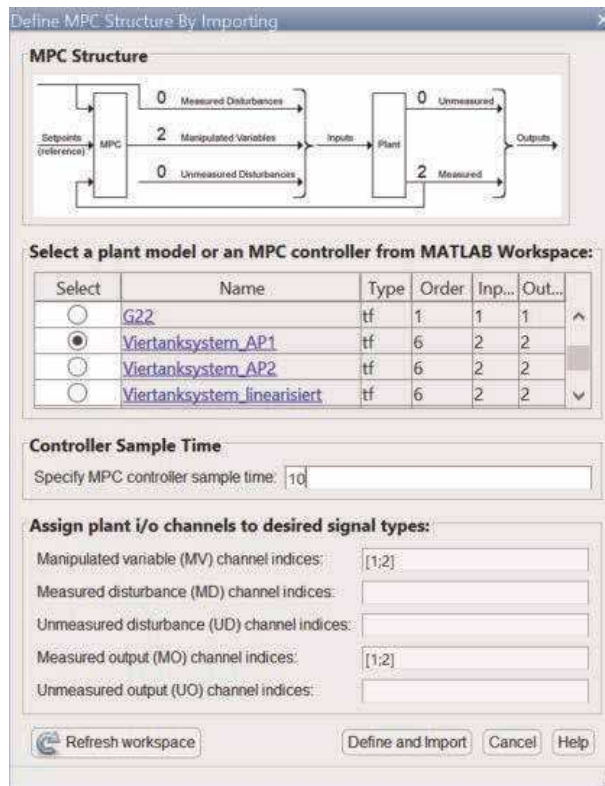 Define MPC Structure By Importing
MPC Structure
0 Measured Disturbances
0 Unmeasured
Setpoints
(reference)
MPC
2 Manipulated Variables
Inputs
Plant
Outputs
0 Unmeasured Disturbances
2 Measured
Select a plant model or an MPC controller from MATLAB Workspace:
Select Name Type Order Inp... Out...
G22 tf 1 1 1
Viertanksystem_AP1 tf 6 2 2
Viertanksystem_AP2 tf 6 2 2
Viertanksystem_linearisiert tf 6 2 2
Controller Sample Time
Specify MPC controller sample time: 10
Assign plant i/o channels to desired signal types:
Manipulated variable (MV) channel indices: [1;2]
Measured disturbance (MD) channel indices:
Unmeasured disturbance (UD) channel indices:
Measured output (MO) channel indices: [1;2]
Unmeasured output (UO) channel indices:
Refresh workspace Define and Import Cancel Help